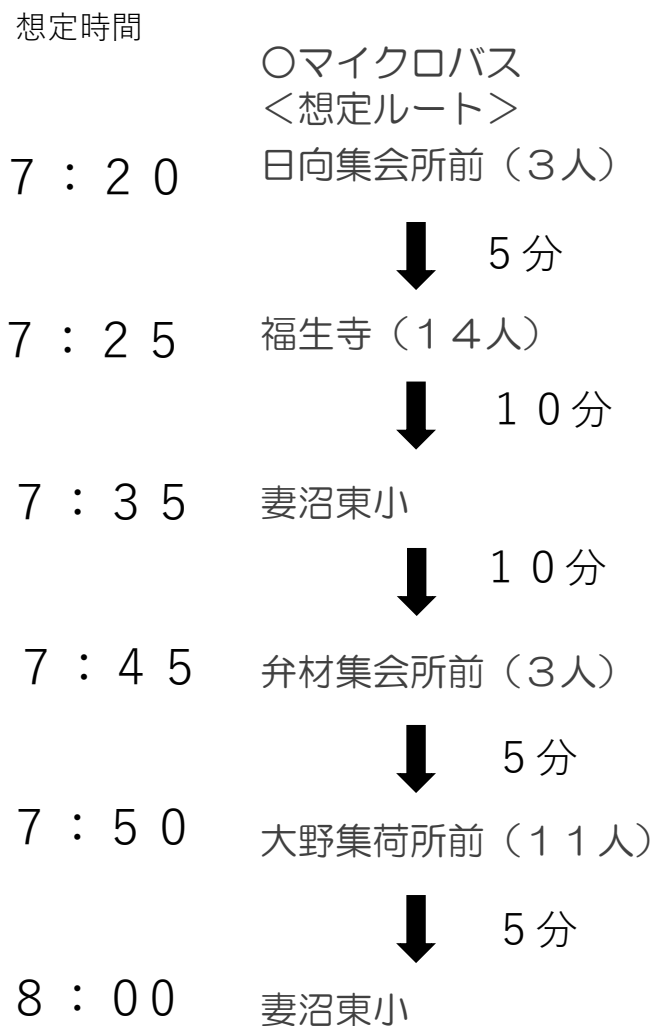 想定時間
〇マイクロバス
＜想定ルート＞
７：２０ 日向集会所前（３人）
５分
７：２５ 福生寺（１４人）
１０分
７：３５ 妻沼東小
１０分
７：４５ 弁材集会所前（３人）
５分
７：５０ 大野集荷所前（１１人）
５分
８：００ 妻沼東小